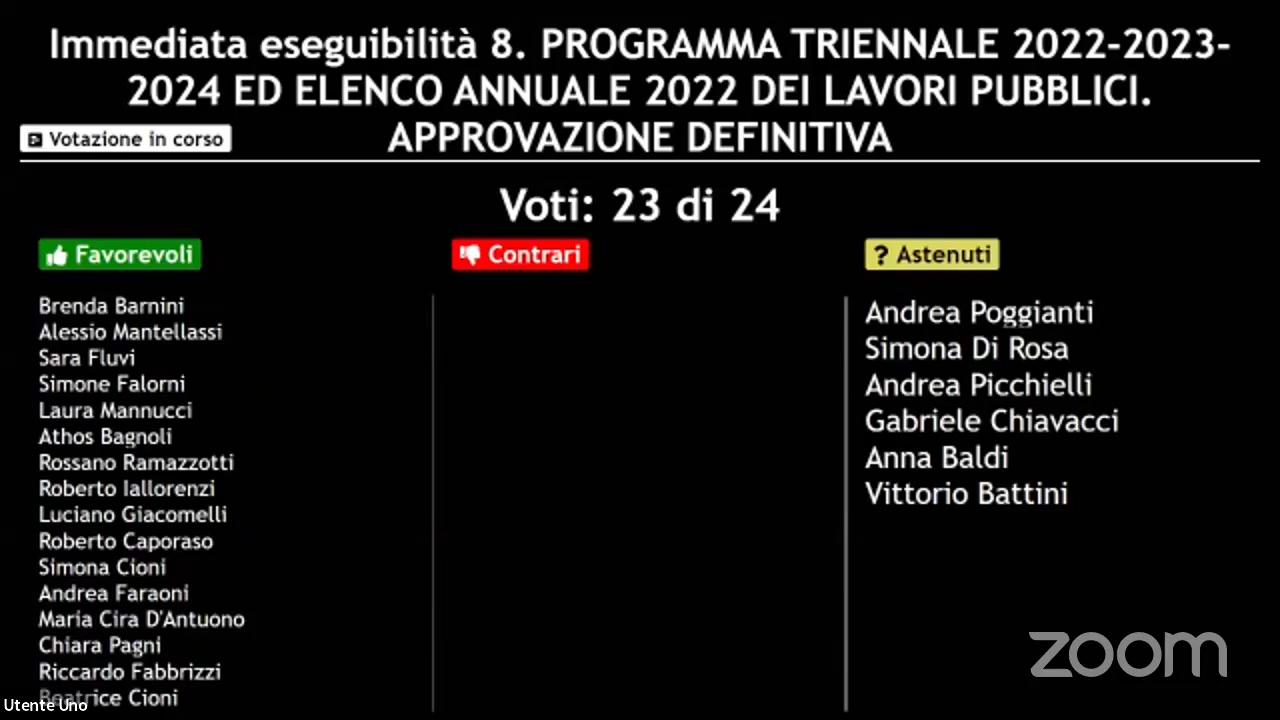 Immediata eseguibilità 8. PROGRAMMA TRIENNALE 2022-2023-
2024 ED ELENCO ANNUALE 2022 DEI LAVORI PUBBLICI.
APPROVAZIONE DEFINITIVA
Votazione in corso
Voti: 23 di 24
Favorevoli
Brenda Barnini
Alessio Mantellassi
Sara Fluvi
Simone Falorni
Laura Mannucci
Athos Bagnoli
Rossano Ramazzotti
Roberto Iallorenzi
Luciano Giacomelli
Roberto Caporaso
Simona Cioni
Andrea Faraoni
Maria Cira D'Antuono
Chiara Pagni
Riccardo Fabbrizzi
Beatrice Cioni
Contrari
? Astenuti
Andrea Poggianti
Simona Di Rosa
Andrea Picchielli
Gabriele Chiavacci
Anna Baldi
Vittorio Battini
zoom
Utente Uno